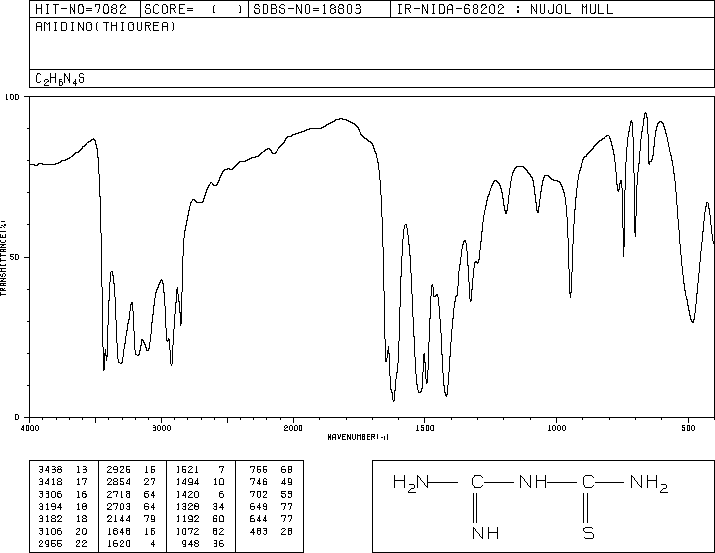 HIT-NO=7082 SCORE= ( ) SDBS-NO=18803 IR-NIDA-68202 : NUJOL MULL
AMIDINO(THIOUREA)
C2H6N4S
100
50
0
TRANSMITTANCE(%)
4000 3000 2000 1500 1000 500
WAVENUMBER(-1)
3438 13 2926 16 1521 7 766 68
3418 17 2854 27 1494 10 746 49
3306 16 2718 64 1420 6 702 55
3194 18 2703 64 1328 34 649 77
3182 18 2144 79 1192 60 644 77
3106 20 1648 16 1072 62 483 28
2955 22 1620 4 948 36
H2N C NH C NH2
NH S